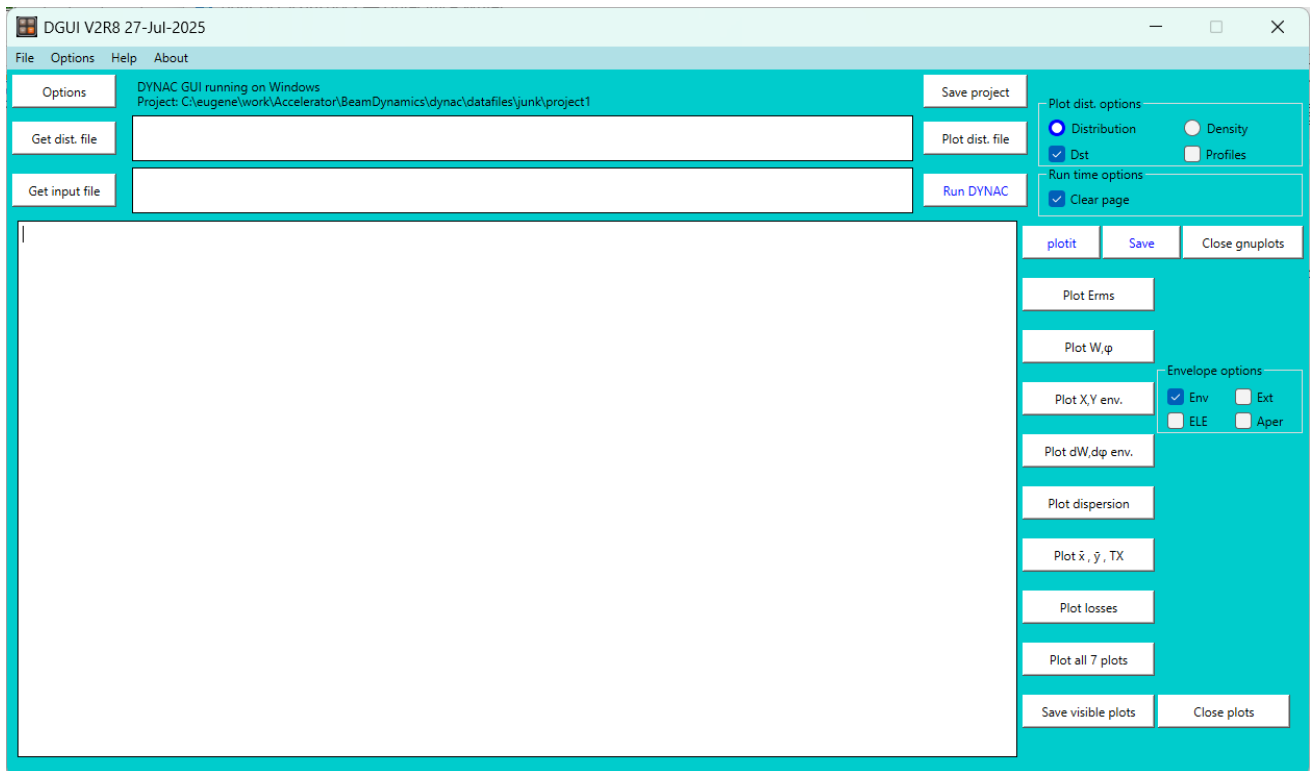 DGUI V2R8 27-Jul-2025
File Options Help About
Options
DYNAC GUI running on Windows
Project: C:\eugene\work\Accelerator\BeamDynamics\dynac\datafiles\junk\project1
Save project
Plot dist. options
Get dist. file
Plot dist. file
Distribution
Density
Dst
Profiles
Get input file
Run DYNAC
Run time options
Clear page
plotit
Save
Close gnuplots
Plot Erms
Plot W,φ
Envelope options
Plot X,Y env.
Env
Ext
ELE
Aper
Plot dW,dφ env.
Plot dispersion
Plot x̄ , ȳ , TX
Plot losses
Plot all 7 plots
Save visible plots
Close plots